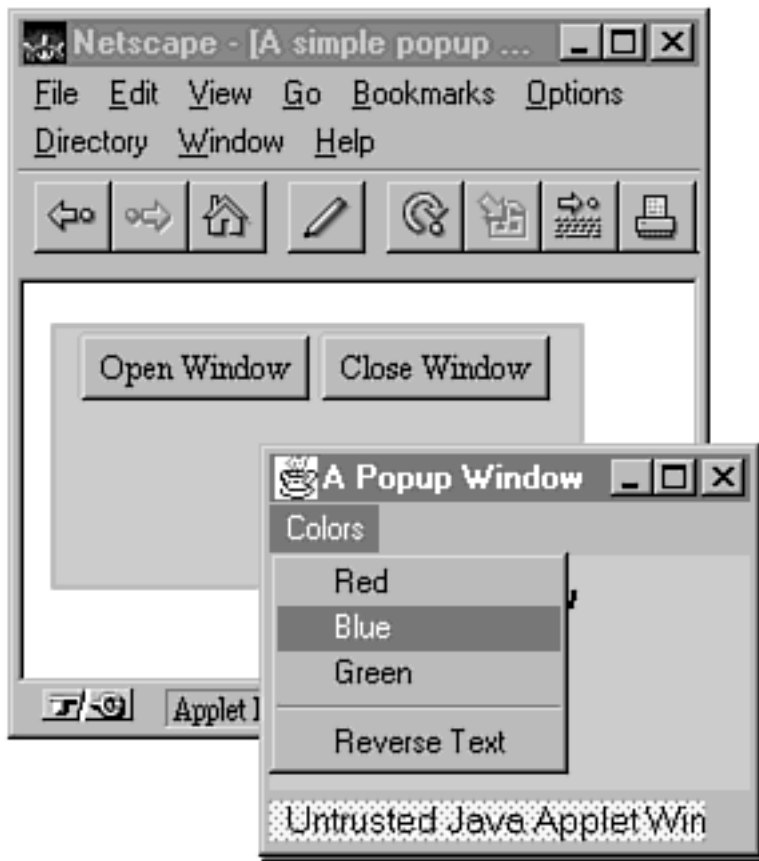 Netscape - [A simple popup ...
File Edit View Go Bookmarks Options
Directory Window Help
Open Window Close Window
A Popup Window
Colors
Red
Blue
Green
Reverse Text
Applet
Untrusted Java Applet Win